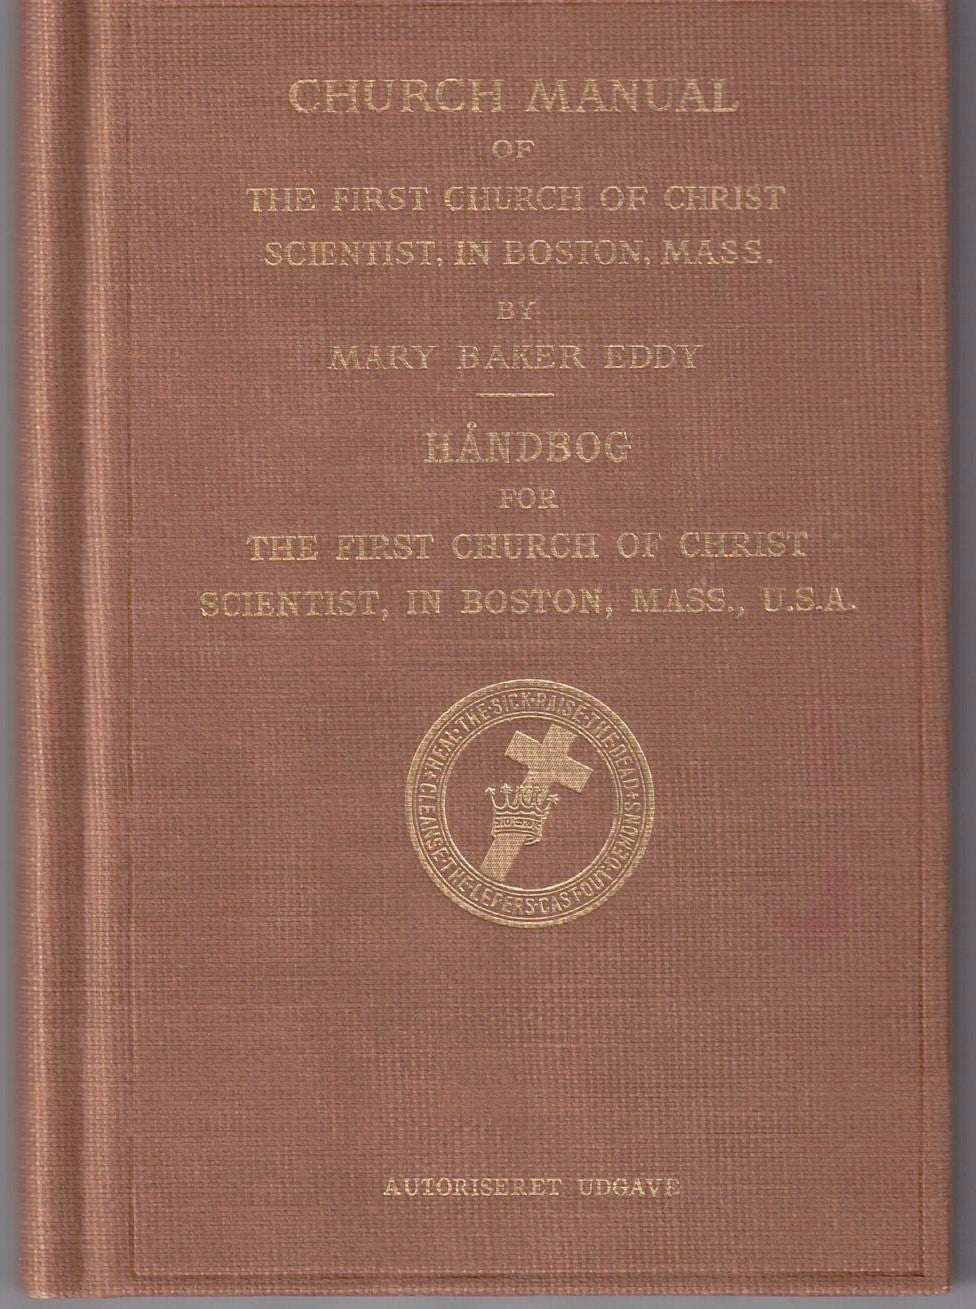 CHURCH MANUAL
OF
THE FIRST CHURCH OF CHRIST
SCIENTIST, IN BOSTON, MASS.
BY
MARY BAKER EDDY
HÅNDBOG
FOR
THE FIRST CHURCH OF CHRIST
SCIENTIST, IN BOSTON, MASS., U.S.A.
HEAL·THE·SICK·RAISE·THE·DEAD
CLEANSE·THE·LEPERS·CAST·OUT·DEMONS
AUTORISERET UDGAVE